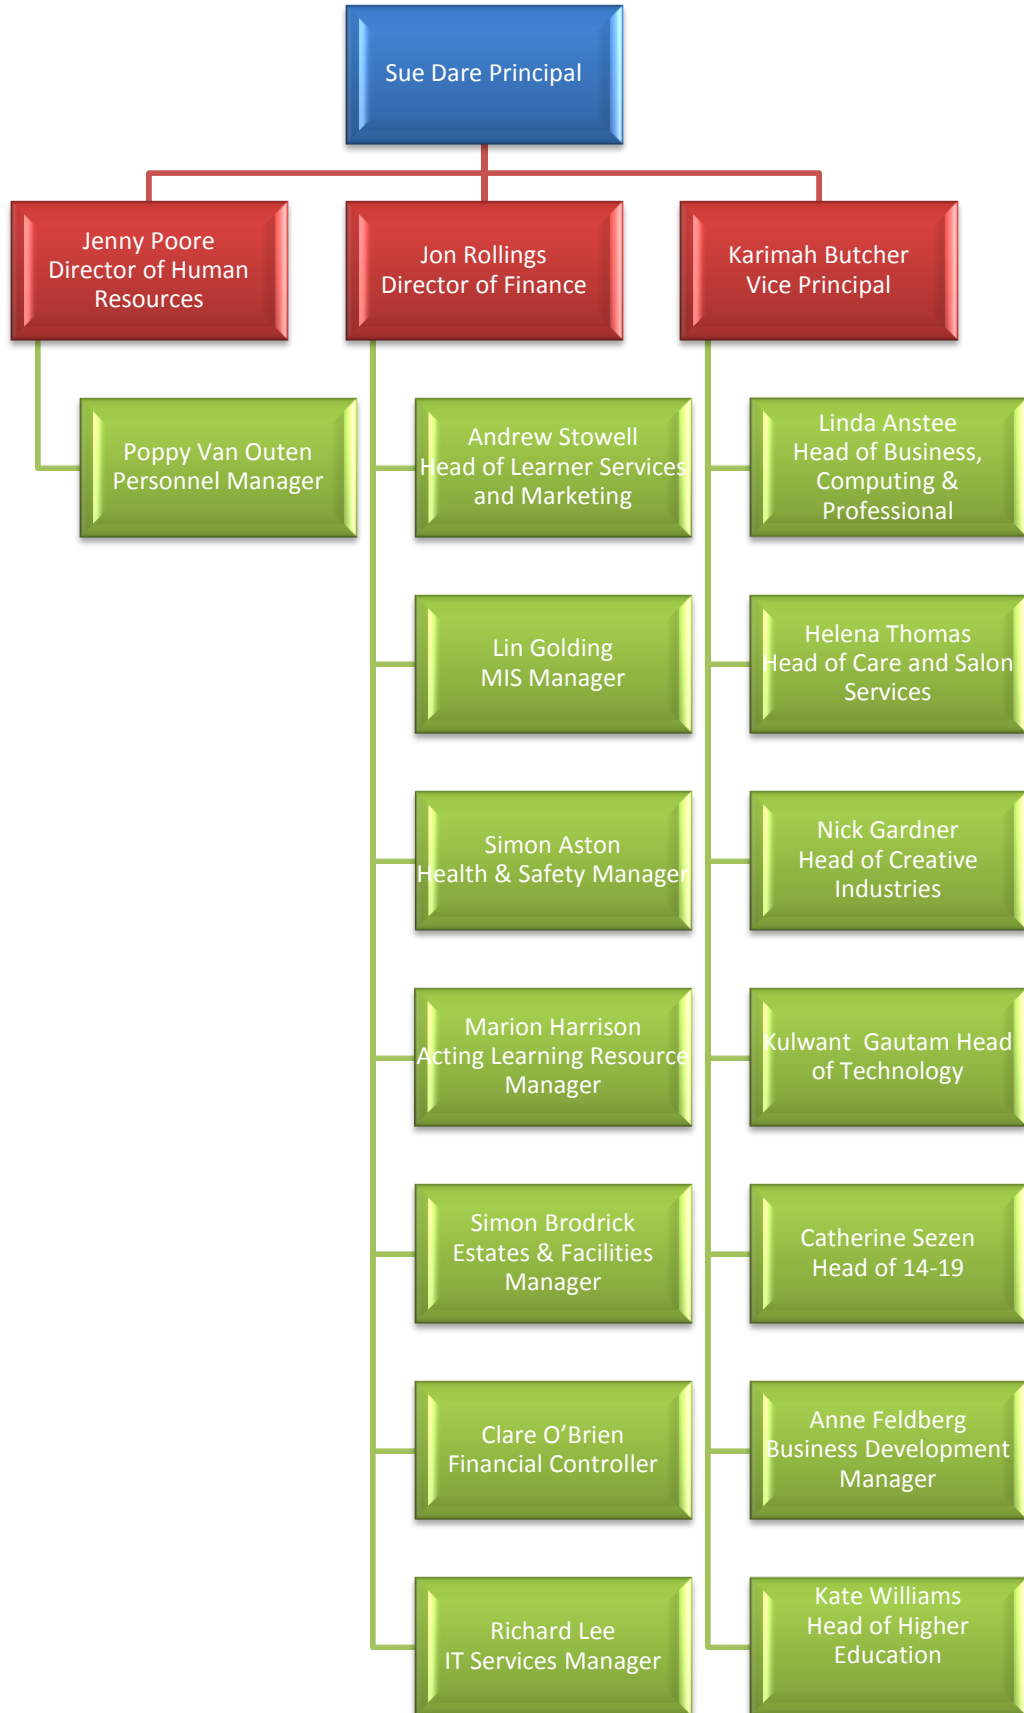 Sue Dare Principal
Jenny Poore
Director of Human
Resources
Jon Rollings
Director of Finance
Karimah Butcher
Vice Principal
Poppy Van Outen
Personnel Manager
Andrew Stowell
Head of Learner Services
and Marketing
Linda Anstee
Head of Business,
Computing &
Professional
Lin Golding
MIS Manager
Helena Thomas
Head of Care and Salon
Services
Simon Aston
Health & Safety Manager
Nick Gardner
Head of Creative
Industries
Marion Harrison
Acting Learning Resource
Manager
Kulwant  Gautam Head
of Technology
Simon Brodrick
Estates & Facilities
Manager
Catherine Sezen
Head of 14-19
Clare O’Brien
Financial Controller
Anne Feldberg
Business Development
Manager
Richard Lee
IT Services Manager
Kate Williams
Head of Higher
Education